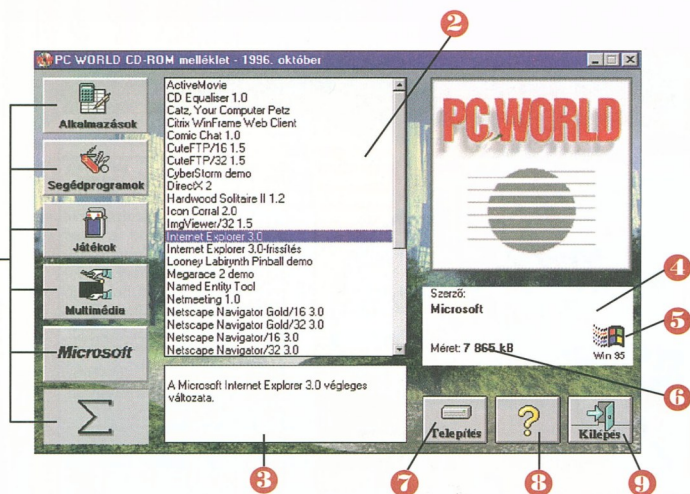 2
PC WORLD CD-ROM melléklet - 1996. október
Alkalmazások
Segédprogramok
Játékok
Multimédia
Microsoft
Σ
ActiveMovie
CD Equaliser 1.0
Catz, Your Computer Petz
Citrix WinFrame Web Client
Comic Chat 1.0
CuteFTP/16 1.5
CuteFTP/32 1.5
CyberStorm demo
DirectX 2
Hardwood Solitaire II 1.2
Icon Corral 2.0
ImgViewer/32 1.5
Internet Explorer 3.0
Internet Explorer 3.0-frissítés
Looney Labirynth Pinball demo
Megarace 2 demo
Named Entity Tool
Netmeeting 1.0
Netscape Navigator Gold/16 3.0
Netscape Navigator Gold/32 3.0
Netscape Navigator/16 3.0
Netscape Navigator/32 3.0
A Microsoft Internet Explorer 3.0 végleges
változata.
PC WORLD
4
Szerző:
Microsoft
5
Win 95
Méret: 7 865 kB
6
Telepítés
?
Kilépés
3
7
8
9